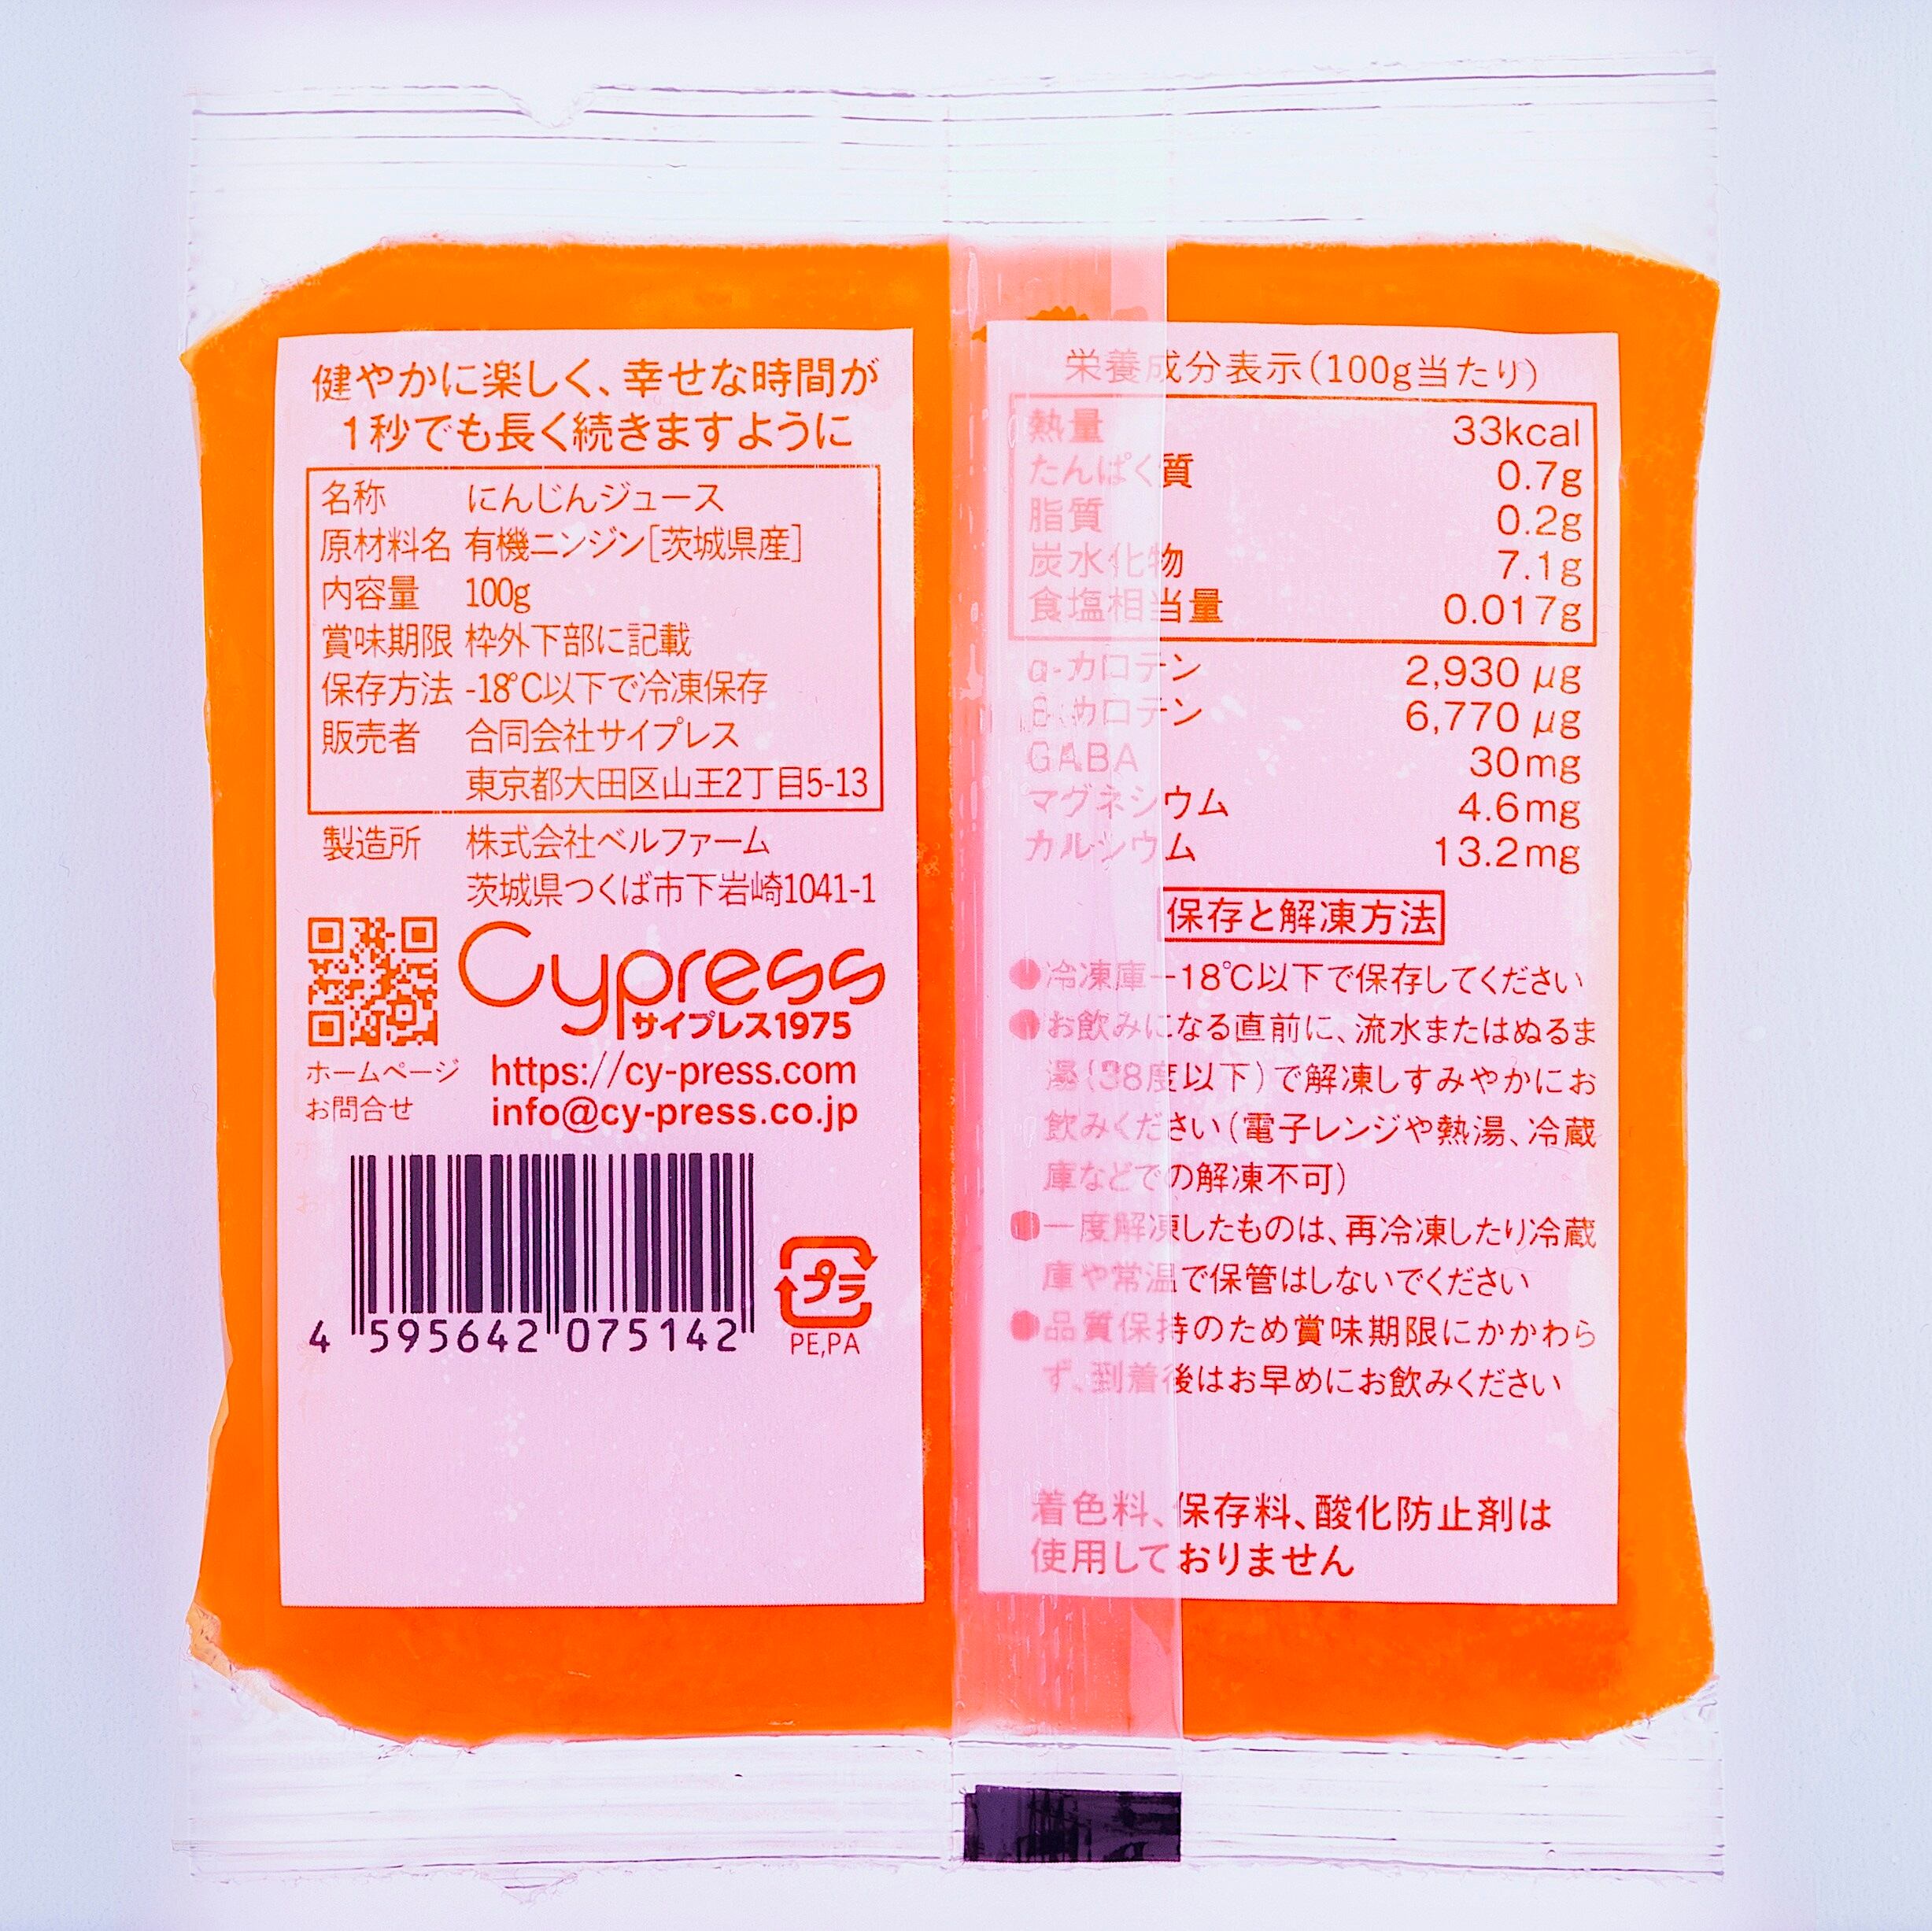 健やかに楽しく、幸せな時間が
1秒でも長く続きますように
名称 にんじんジュース
原材料名 有機ニンジン[茨城県産]
内容量 100g
賞味期限 枠外下部に記載
保存方法 -18℃以下で冷凍保存
販売者 合同会社サイプレス
東京都大田区山王2丁目5-13
製造所 株式会社ベルファーム
茨城県つくば市下岩崎1041-1
Cypress
サイプレス1975
ホームページ https://cy-press.com
お問合せ info@cy-press.co.jp
4 595642 075142
プラ
PE,PA
栄養成分表示(100g当たり)
熱量 33kcal
たんぱく質 0.7g
脂質 0.2g
炭水化物 7.1g
食塩相当量 0.017g
α-カロテン 2,930 μg
β-カロテン 6,770 μg
GABA 30mg
マグネシウム 4.6mg
カルシウム 13.2mg
保存と解凍方法
●冷凍庫−18℃以下で保存してください
●お飲みになる直前に、流水またはぬるま
湯(38度以下)で解凍しすみやかにお
飲みください(電子レンジや熱湯、冷蔵
庫などでの解凍不可)
●一度解凍したものは、再冷凍したり冷蔵
庫や常温で保管はしないでください
●品質保持のため賞味期限にかかわら
ず、到着後はお早めにお飲みください
着色料、保存料、酸化防止剤は
使用しておりません